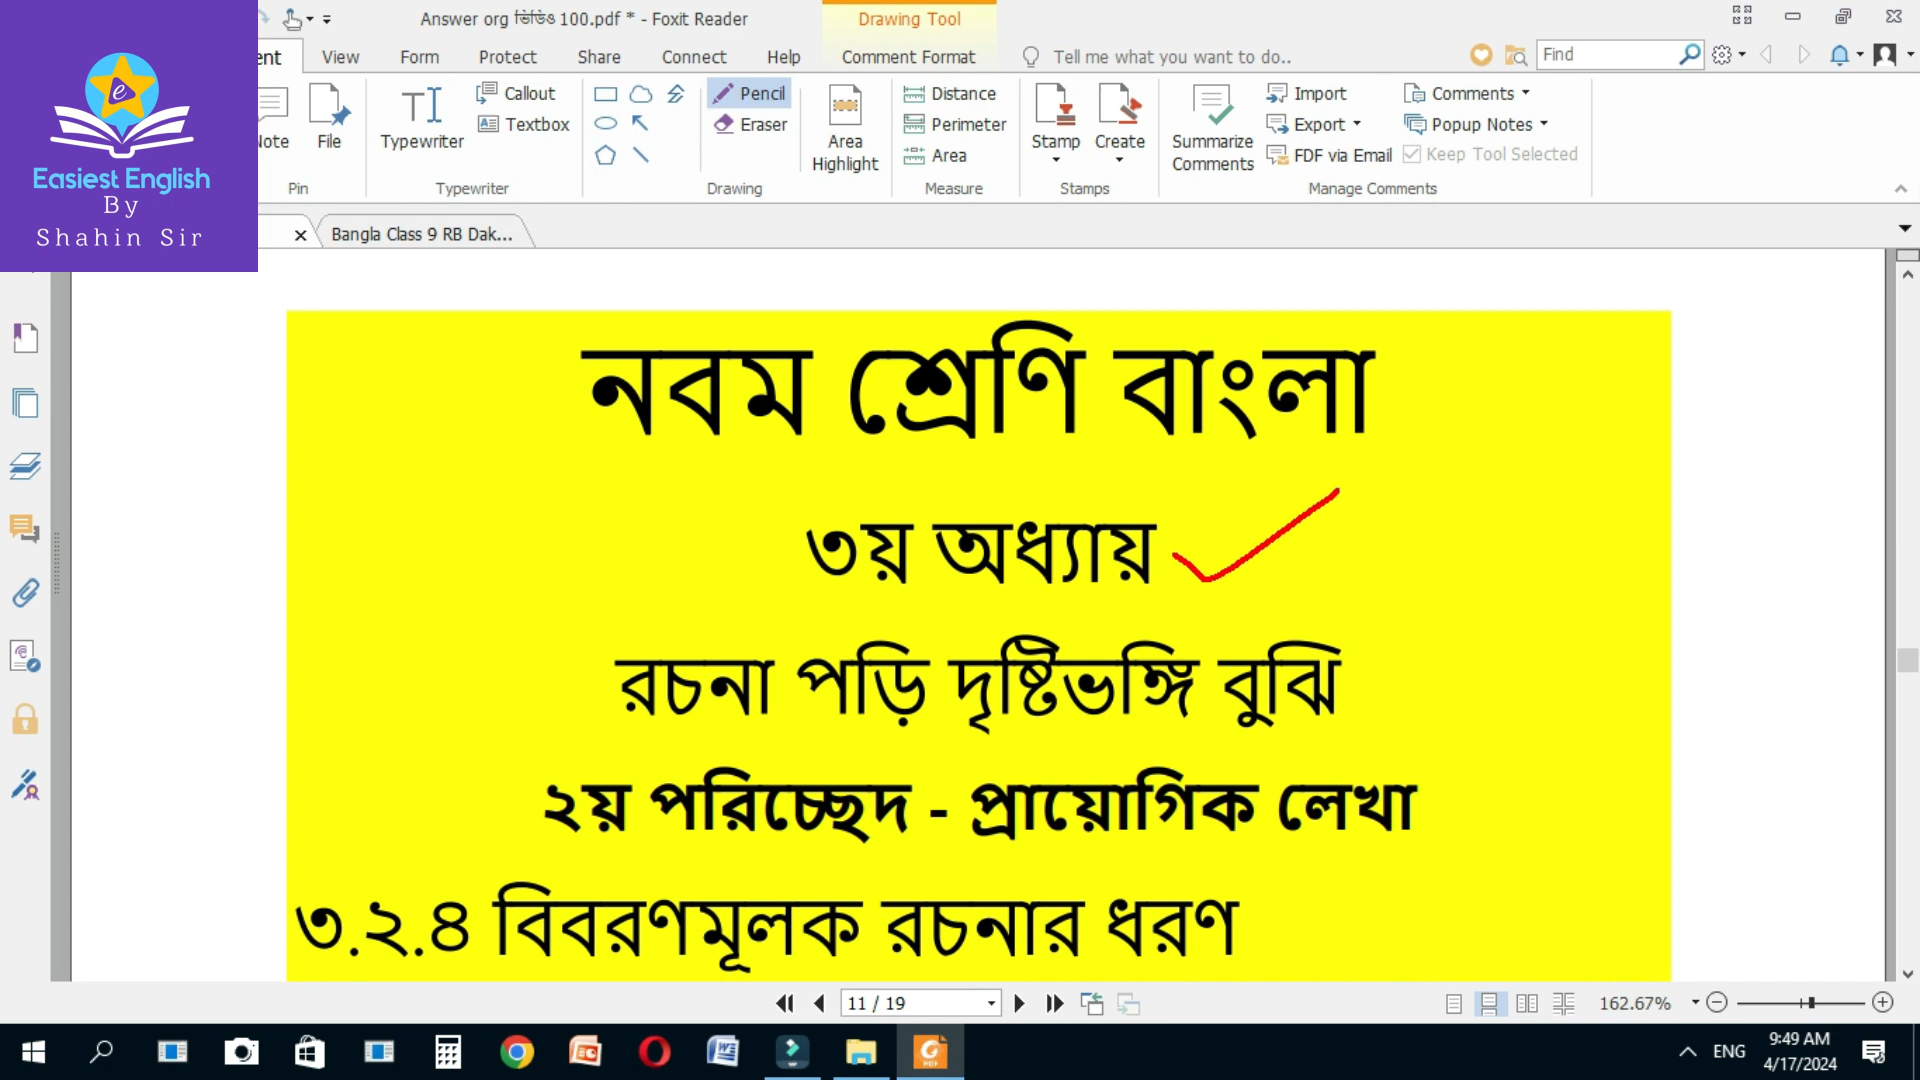 Answer org ভিডিও 100.pdf * - Foxit Reader
Drawing Tool
View Form Protect Share Connect Help Comment Format Tell me what you want to do.. Find
File Typewriter Callout Textbox Pencil Eraser Area Highlight Distance Perimeter Area Stamp Create Summarize Comments Import Export FDF via Email Comments Popup Notes Keep Tool Selected
Pin Typewriter Drawing Measure Stamps Manage Comments
e
Easiest English
By
Shahin Sir
Bangla Class 9 RB Dak...
নবম শ্রেণি বাংলা
৩য় অধ্যায়
রচনা পড়ি দৃষ্টিভঙ্গি বুঝি
২য় পরিচ্ছেদ - প্রায়োগিক লেখা
৩.২.৪ বিবরণমূলক রচনার ধরণ
11 / 19
162.67%
ENG
9:49 AM
4/17/2024